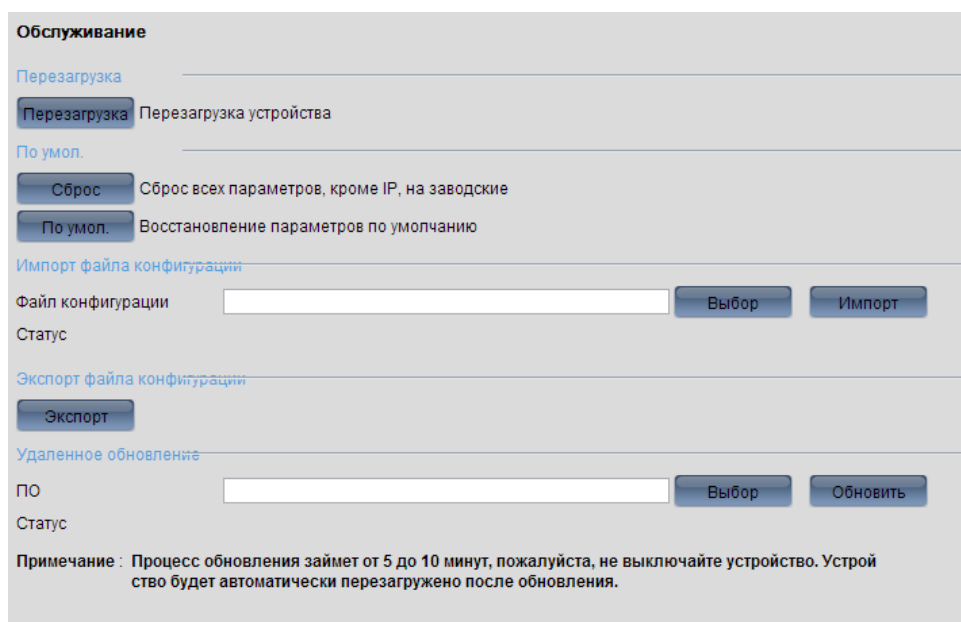 Обслуживание
Перезагрузка
Перезагрузка Перезагрузка устройства
По умол.
Сброс Сброс всех параметров, кроме IP, на заводские
По умол. Восстановление параметров по умолчанию
Импорт файла конфигурации
Файл конфигурации Выбор Импорт
Статус
Экспорт файла конфигурации
Экспорт
Удаленное обновление
ПО Выбор Обновить
Статус
Примечание : Процесс обновления займет от 5 до 10 минут, пожалуйста, не выключайте устройство. Устрой
ство будет автоматически перезагружено после обновления.